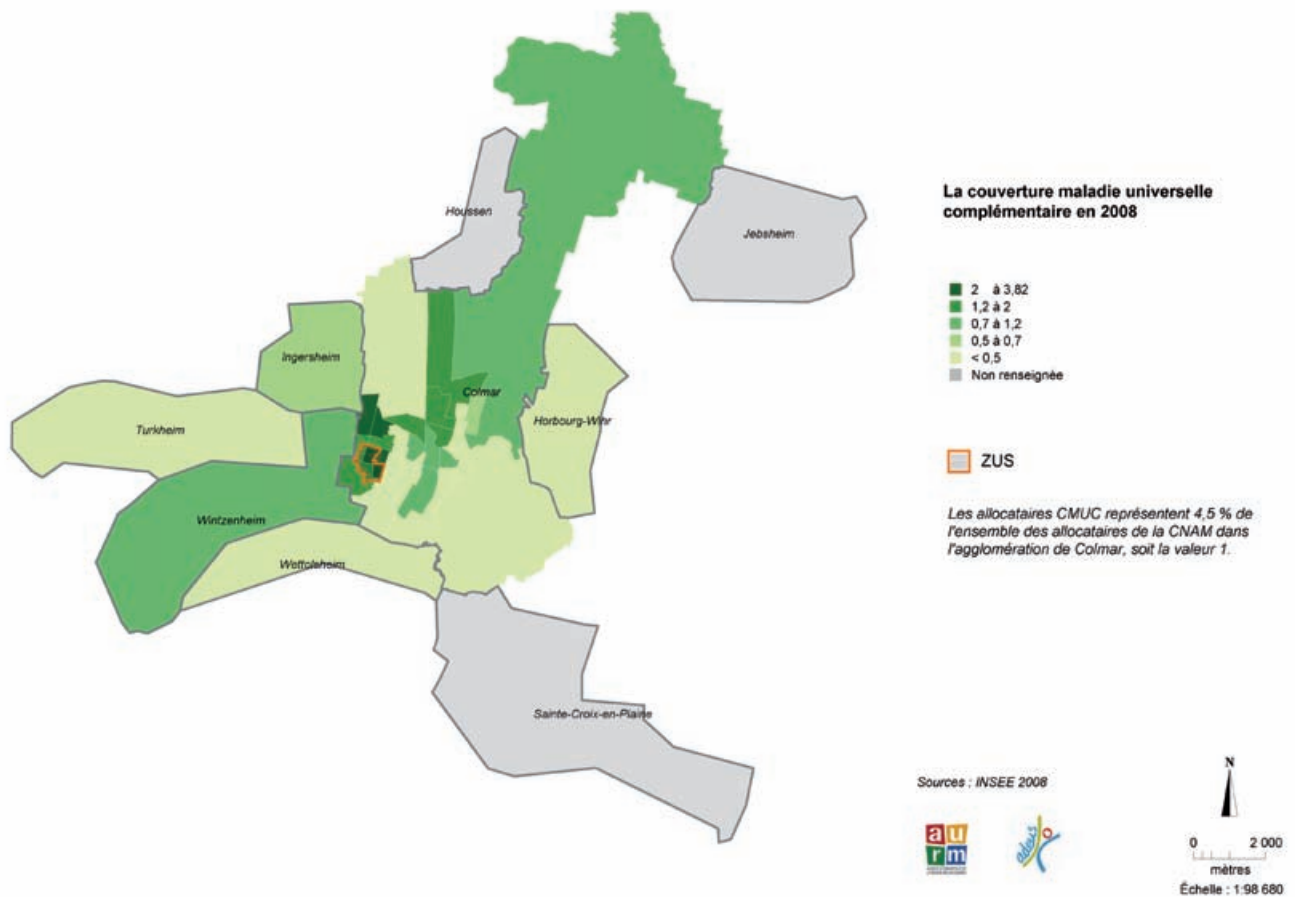 La couverture maladie universelle
complémentaire en 2008
2 à 3,82
1,2 à 2
0,7 à 1,2
0,5 à 0,7
< 0,5
Non renseignée
ZUS
Les allocataires CMUC représentent 4,5 % de
l'ensemble des allocataires de la CNAM dans
l'agglomération de Colmar, soit la valeur 1.
Houssen
Jebsheim
Ingersheim
Colmar
Turkheim
Horbourg-Wihr
Wintzenheim
Wettolsheim
Sainte-Croix-en-Plaine
Sources : INSEE 2008
au
rm
adeus
N
0 2 000
mètres
Échelle : 1:98 680